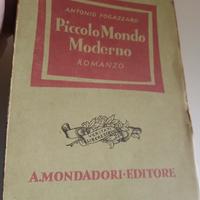 ANTONIO FOGAZZARO
Piccolo Mondo
Moderno
ROMANZO
A. MONDADORI · EDITORE